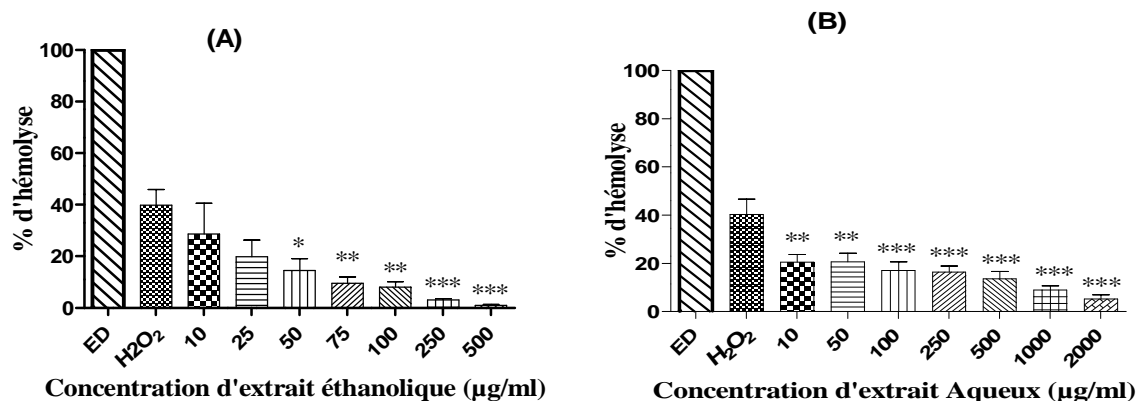 (A)
% d'hémolyse
100
80
60
40
20
0
* ** ** *** ***
ED H2O₂ 10 25 50 75 100 250 500
Concentration d'extrait éthanolique (µg/ml)
(B)
% d'hémolyse
100
80
60
40
20
0
** ** *** *** *** *** ***
ED H₂O₂ 10 50 100 250 500 1000 2000
Concentration d'extrait Aqueux (µg/ml)